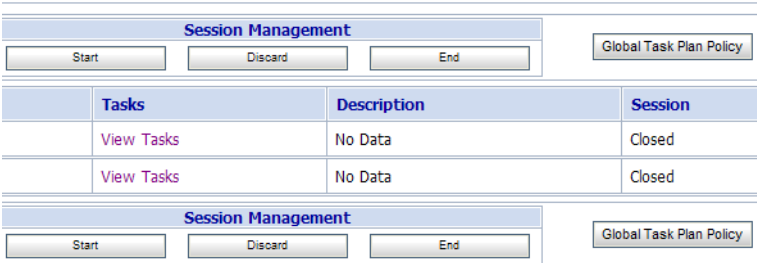 Session Management
Start Discard End Global Task Plan Policy
Tasks Description Session
View Tasks No Data Closed
View Tasks No Data Closed
Session Management
Start Discard End Global Task Plan Policy